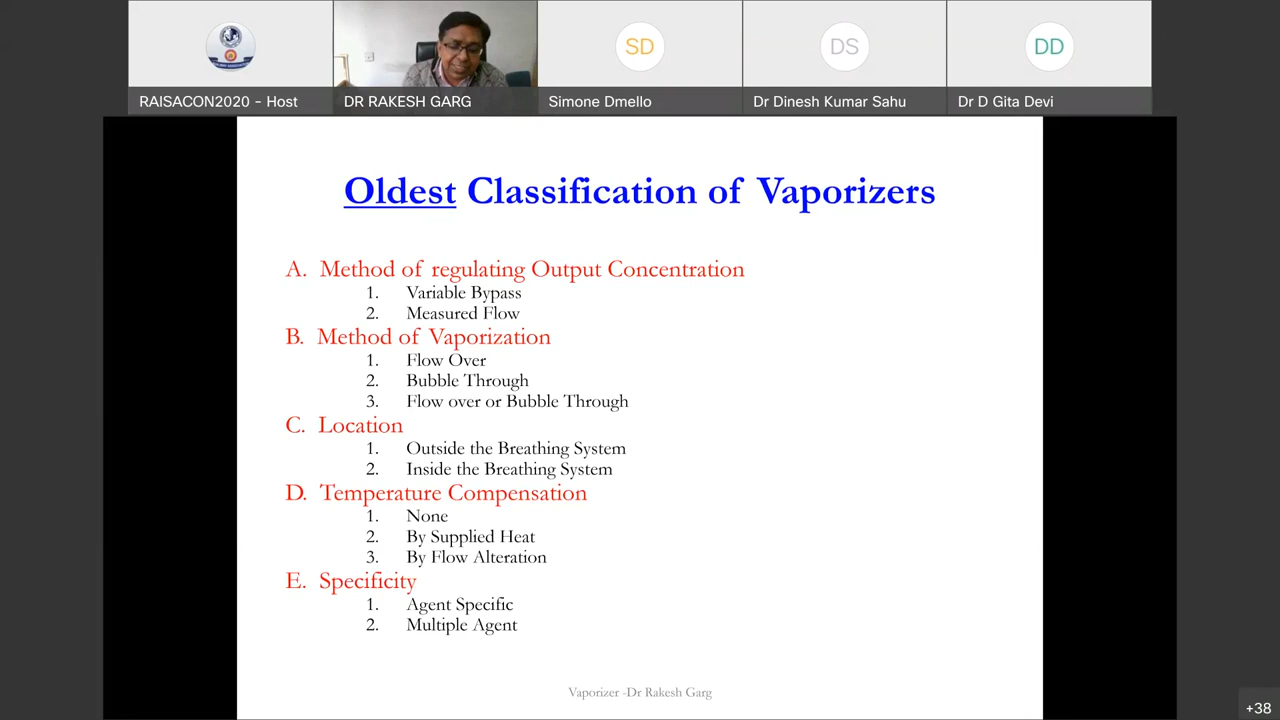 SD
DS
DD
RAISACON2020 - Host
DR RAKESH GARG
Simone Dmello
Dr Dinesh Kumar Sahu
Dr D Gita Devi
Oldest Classification of Vaporizers
A. Method of regulating Output Concentration
1. Variable Bypass
2. Measured Flow
B. Method of Vaporization
1. Flow Over
2. Bubble Through
3. Flow over or Bubble Through
C. Location
1. Outside the Breathing System
2. Inside the Breathing System
D. Temperature Compensation
1. None
2. By Supplied Heat
3. By Flow Alteration
E. Specificity
1. Agent Specific
2. Multiple Agent
Vaporizer -Dr Rakesh Garg
+38